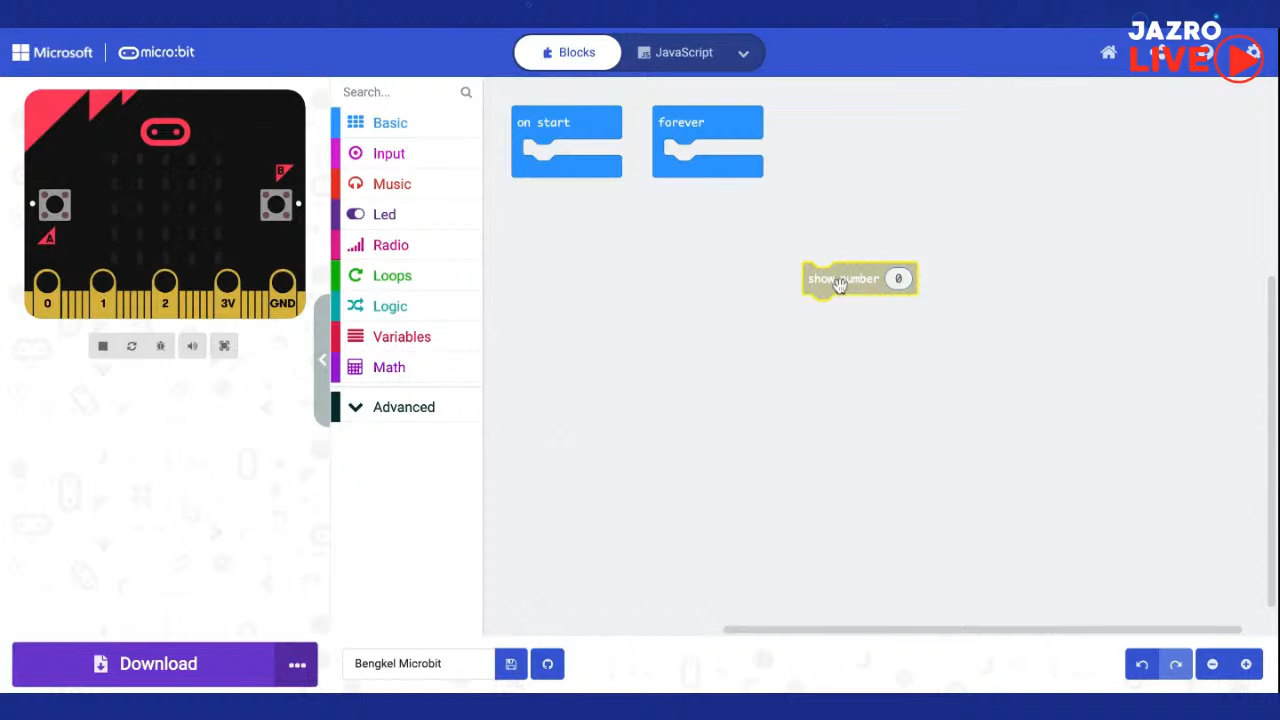 Microsoft
micro:bit
Blocks
JS
JavaScript
JAZRO
LIVE
B
A
0
1
2
3V
GND
Search...
Basic
Input
Music
Led
Radio
Loops
Logic
Variables
Math
Advanced
on start
forever
show number 0
Download
Bengkel Microbit